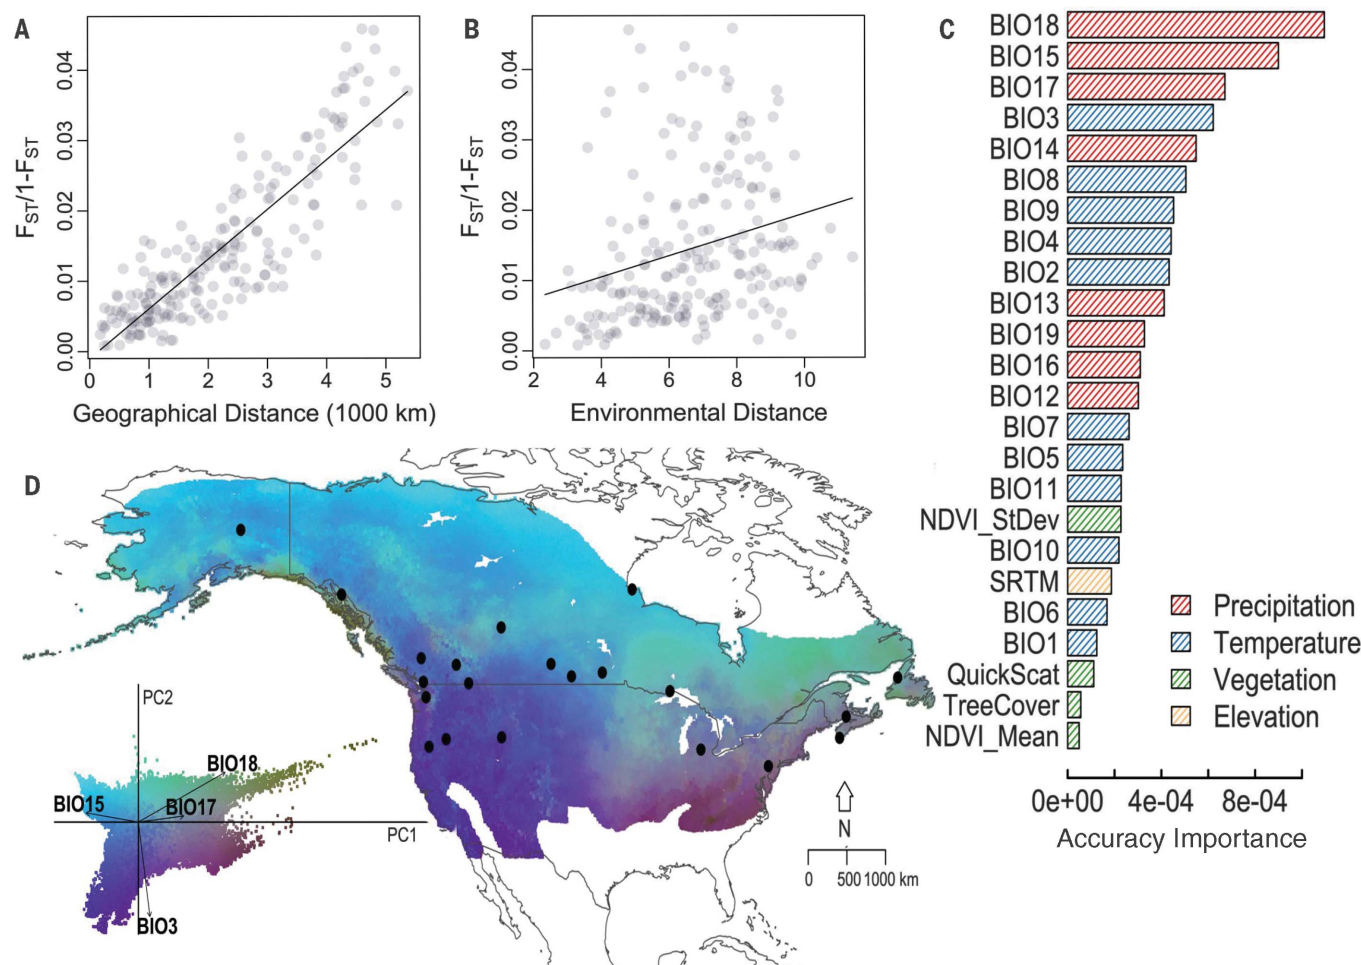 A
F_ST/1-F_ST
0.00
0.01
0.02
0.03
0.04
0 1 2 3 4 5
Geographical Distance (1000 km)
B
F_ST/1-F_ST
0.00
0.01
0.02
0.03
0.04
2 4 6 8 10
Environmental Distance
C
BIO18
BIO15
BIO17
BIO3
BIO14
BIO8
BIO9
BIO4
BIO2
BIO13
BIO19
BIO16
BIO12
BIO7
BIO5
BIO11
NDVI_StDev
BIO10
SRTM
BIO6
BIO1
QuickScat
TreeCover
NDVI_Mean
Precipitation
Temperature
Vegetation
Elevation
0e+00 4e-04 8e-04
Accuracy Importance
D
PC2
BIO18
BIO15
BIO17
PC1
BIO3
N
0 500 1000 km